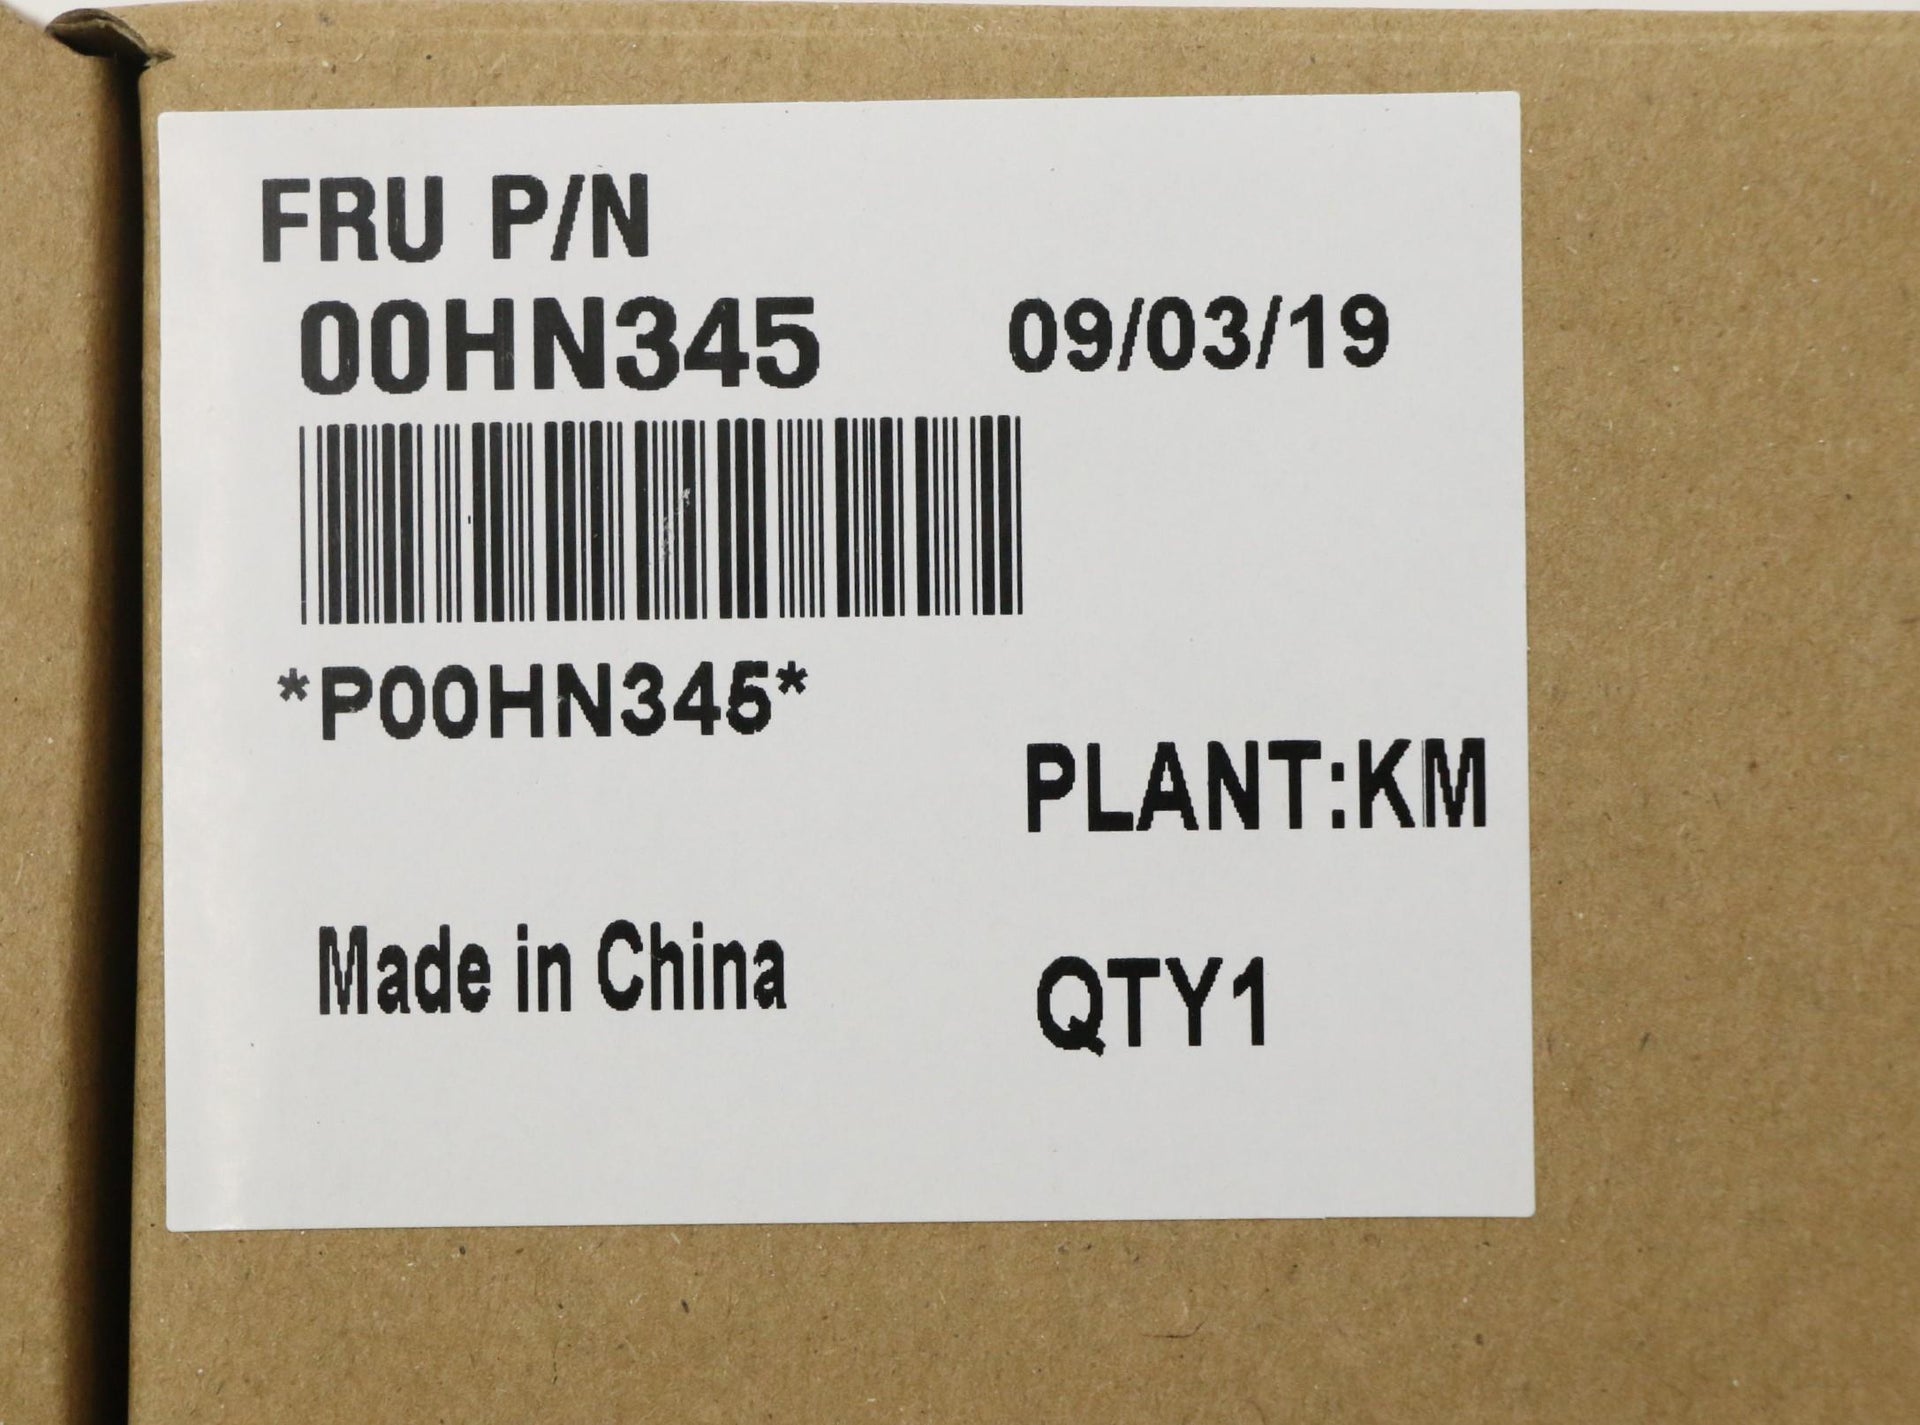 FRU P/N
00HN345 09/03/19
*P00HN345*
PLANT:KM
Made in China QTY1